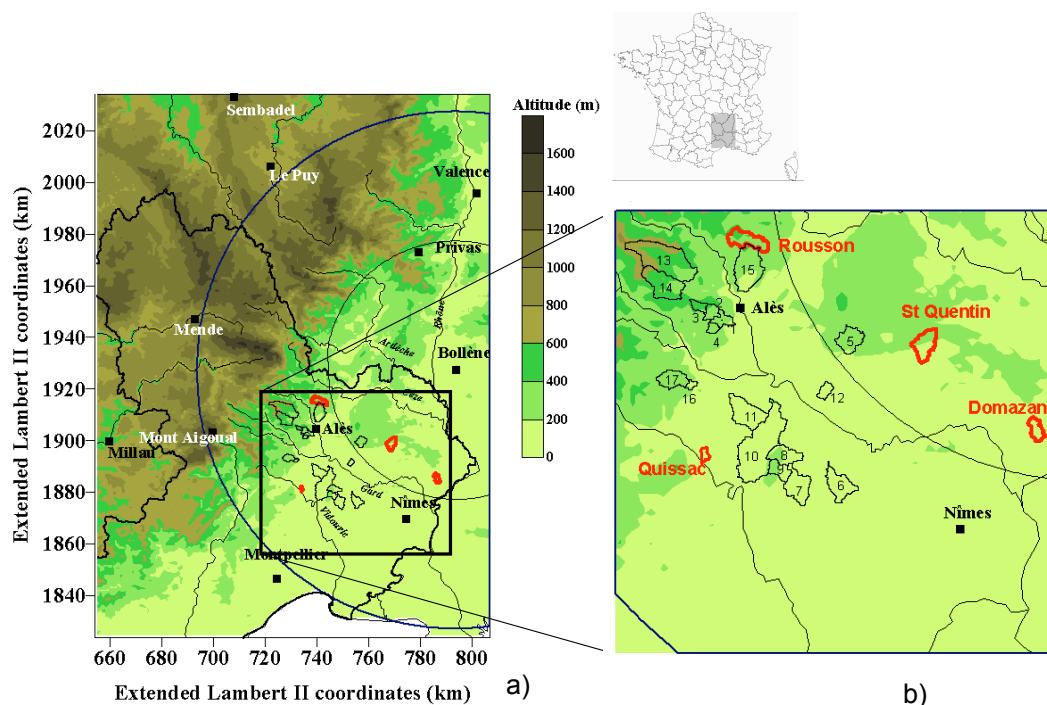 Altitude (m)
1600
1400
1200
1000
800
600
400
200
0
Extended Lambert II coordinates (km)
2020
2000
1980
1960
1940
1920
1900
1880
1860
1840
660
680
700
720
740
760
780
800
Extended Lambert II coordinates (km)
a)
Sembadel
Le Puy
Valence
Privas
Mende
Rhône
Ardèche
Bollène
Cèze
Alès
Mont Aigoual
Millau
Gard
Nîmes
Vidourle
Montpellier
Rousson
13
15
14
2
Alès
3
4
St Quentin
5
17
16
12
11
Domazan
Quissac
10
8
9
7
6
Nîmes
b)